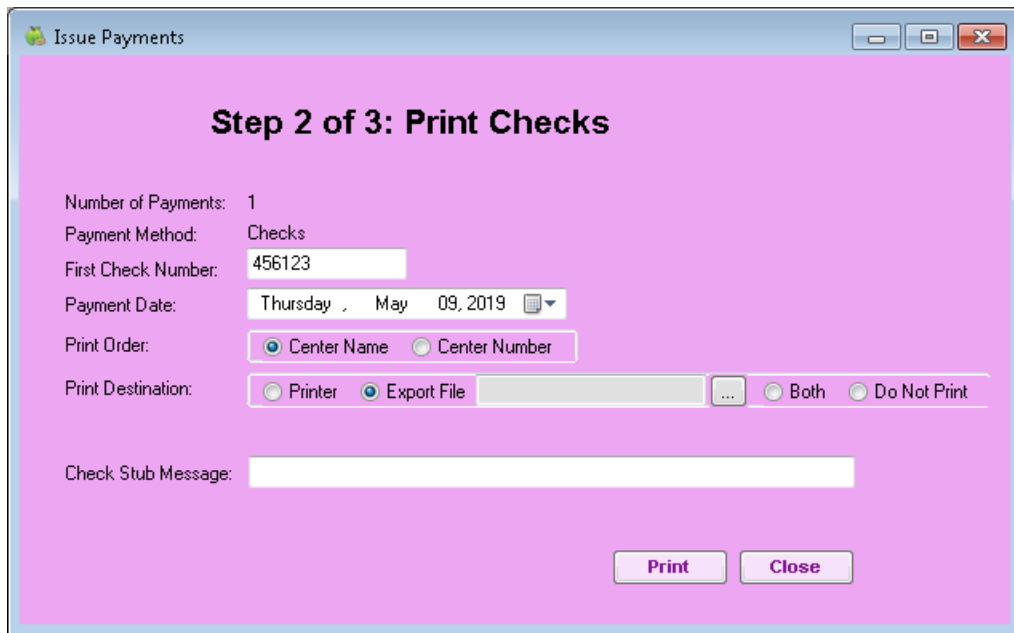 Issue Payments
Step 2 of 3: Print Checks
Number of Payments: 1
Payment Method: Checks
First Check Number: 456123
Payment Date: Thursday , May 09, 2019
Print Order: Center Name Center Number
Print Destination: Printer Export File ... Both Do Not Print
Check Stub Message:
Print Close